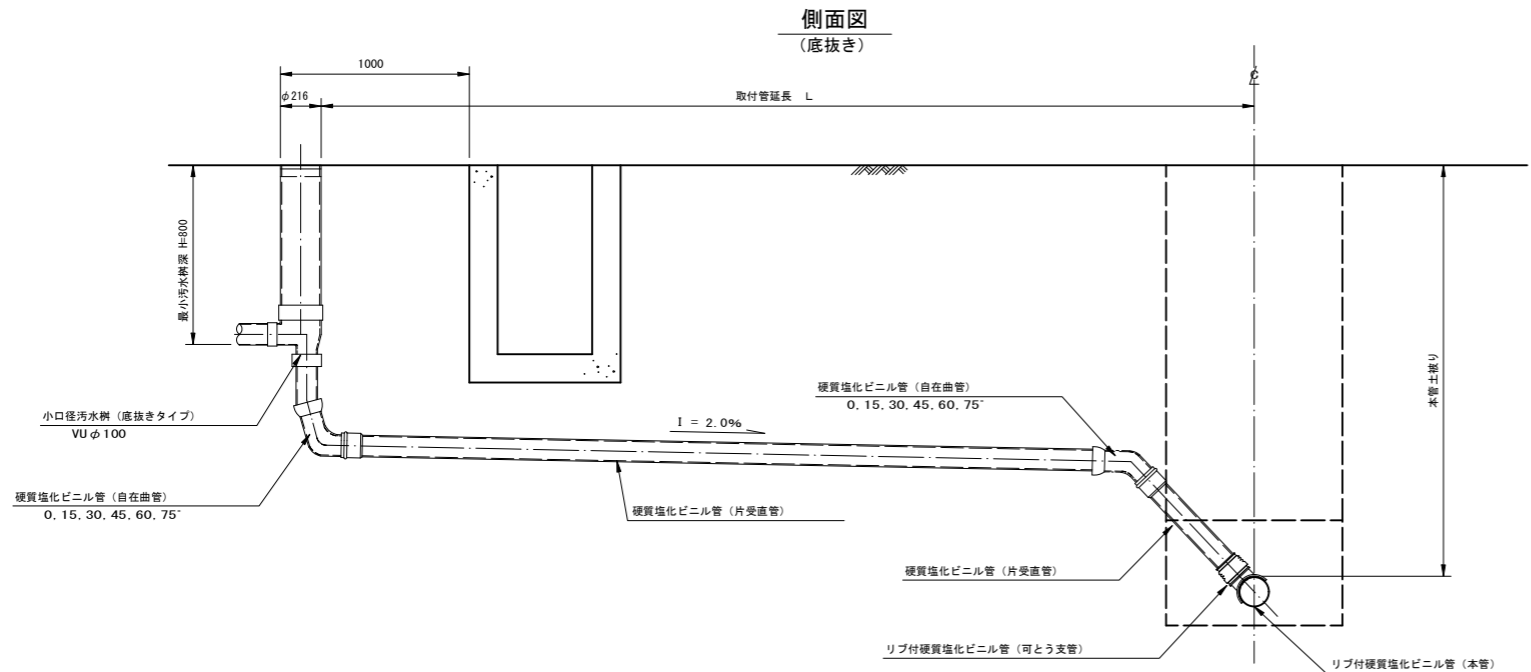 側面図
(底抜き)
1000
φ216
取付管延長 L
℄
最小汚水桝深 H=800
本管土被り
硬質塩化ビニル管（自在曲管）
0, 15, 30, 45, 60, 75°
小口径汚水桝（底抜きタイプ）
VUφ100
I = 2.0%
硬質塩化ビニル管（自在曲管）
0, 15, 30, 45, 60, 75°
硬質塩化ビニル管（片受直管）
硬質塩化ビニル管（片受直管）
リブ付硬質塩化ビニル管（可とう支管）
リブ付硬質塩化ビニル管（本管）